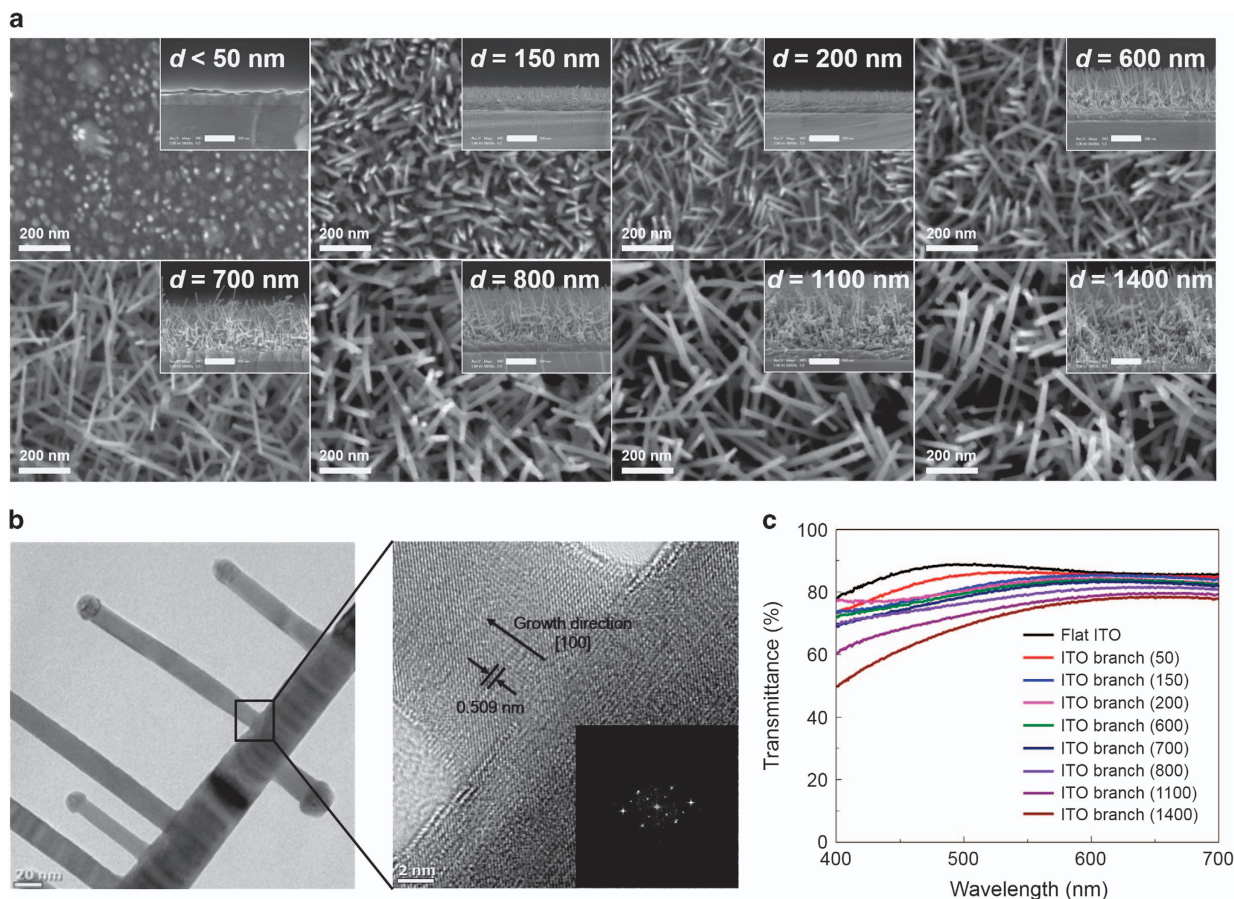 a
d < 50 nm
d = 150 nm
d = 200 nm
d = 600 nm
200 nm
200 nm
200 nm
200 nm
d = 700 nm
d = 800 nm
d = 1100 nm
d = 1400 nm
200 nm
200 nm
200 nm
200 nm
b
Growth direction
[100]
0.509 nm
20 nm
2 nm
c
100
80
60
40
20
0
Transmittance (%)
Flat ITO
ITO branch (50)
ITO branch (150)
ITO branch (200)
ITO branch (600)
ITO branch (700)
ITO branch (800)
ITO branch (1100)
ITO branch (1400)
400
500
600
700
Wavelength (nm)